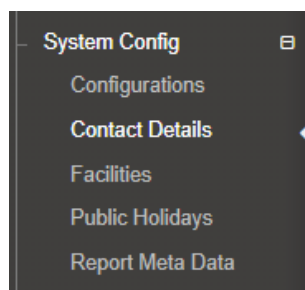 System Config
Configurations
Contact Details
Facilities
Public Holidays
Report Meta Data